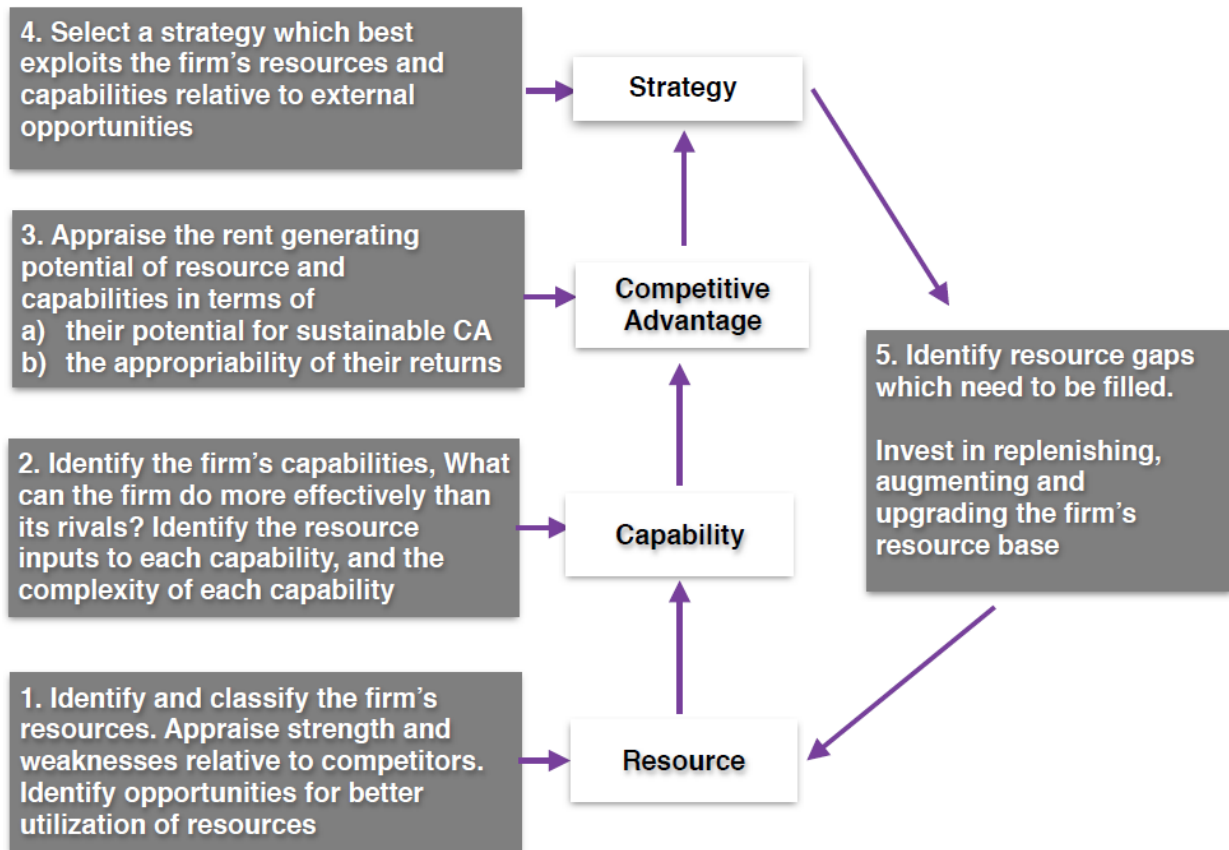 4. Select a strategy which best
exploits the firm's resources and
capabilities relative to external
opportunities
Strategy
3. Appraise the rent generating
potential of resource and
capabilities in terms of
a) their potential for sustainable CA
b) the appropriability of their returns
Competitive
Advantage
5. Identify resource gaps
which need to be filled.
Invest in replenishing,
augmenting and
upgrading the firm's
resource base
2. Identify the firm's capabilities, What
can the firm do more effectively than
its rivals? Identify the resource
inputs to each capability, and the
complexity of each capability
Capability
1. Identify and classify the firm's
resources. Appraise strength and
weaknesses relative to competitors.
Identify opportunities for better
utilization of resources
Resource